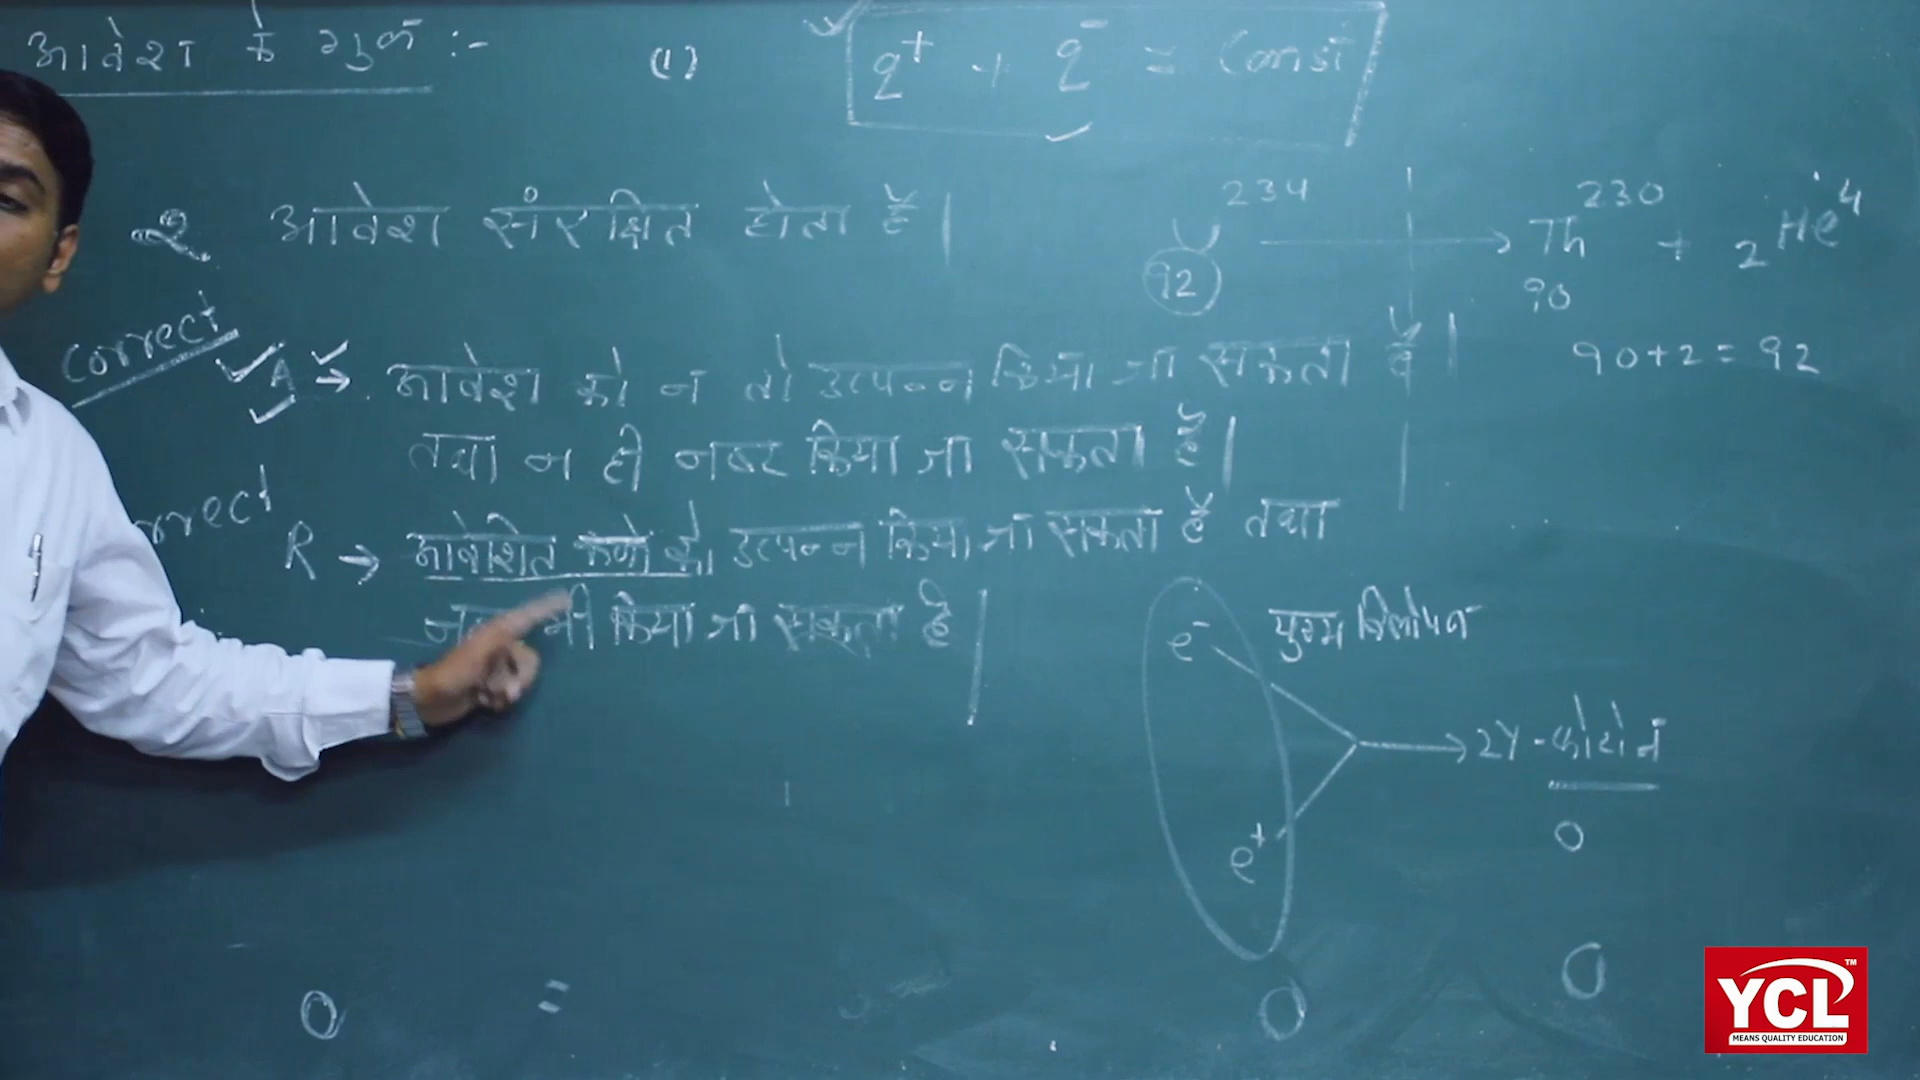 आवेश के गुण :-
(1) q⁺ + q⁻ = Const
2 आवेश संरक्षित होता है।
U 234 92 → Th 230 90 + 2He4
Correct
A → आवेश को न तो उत्पन्न किया जा सकता है
90+2 = 92
तथा न ही नष्ट किया जा सकता है।
rrect
R → आवेशित कणों को उत्पन्न किया जा सकता है तथा
भी किया जा सकता है
e⁻ युग्म विलोपन
→ 2γ - फोटोन
0
e⁺
0 = 0 0
YCL™
MEANS QUALITY EDUCATION